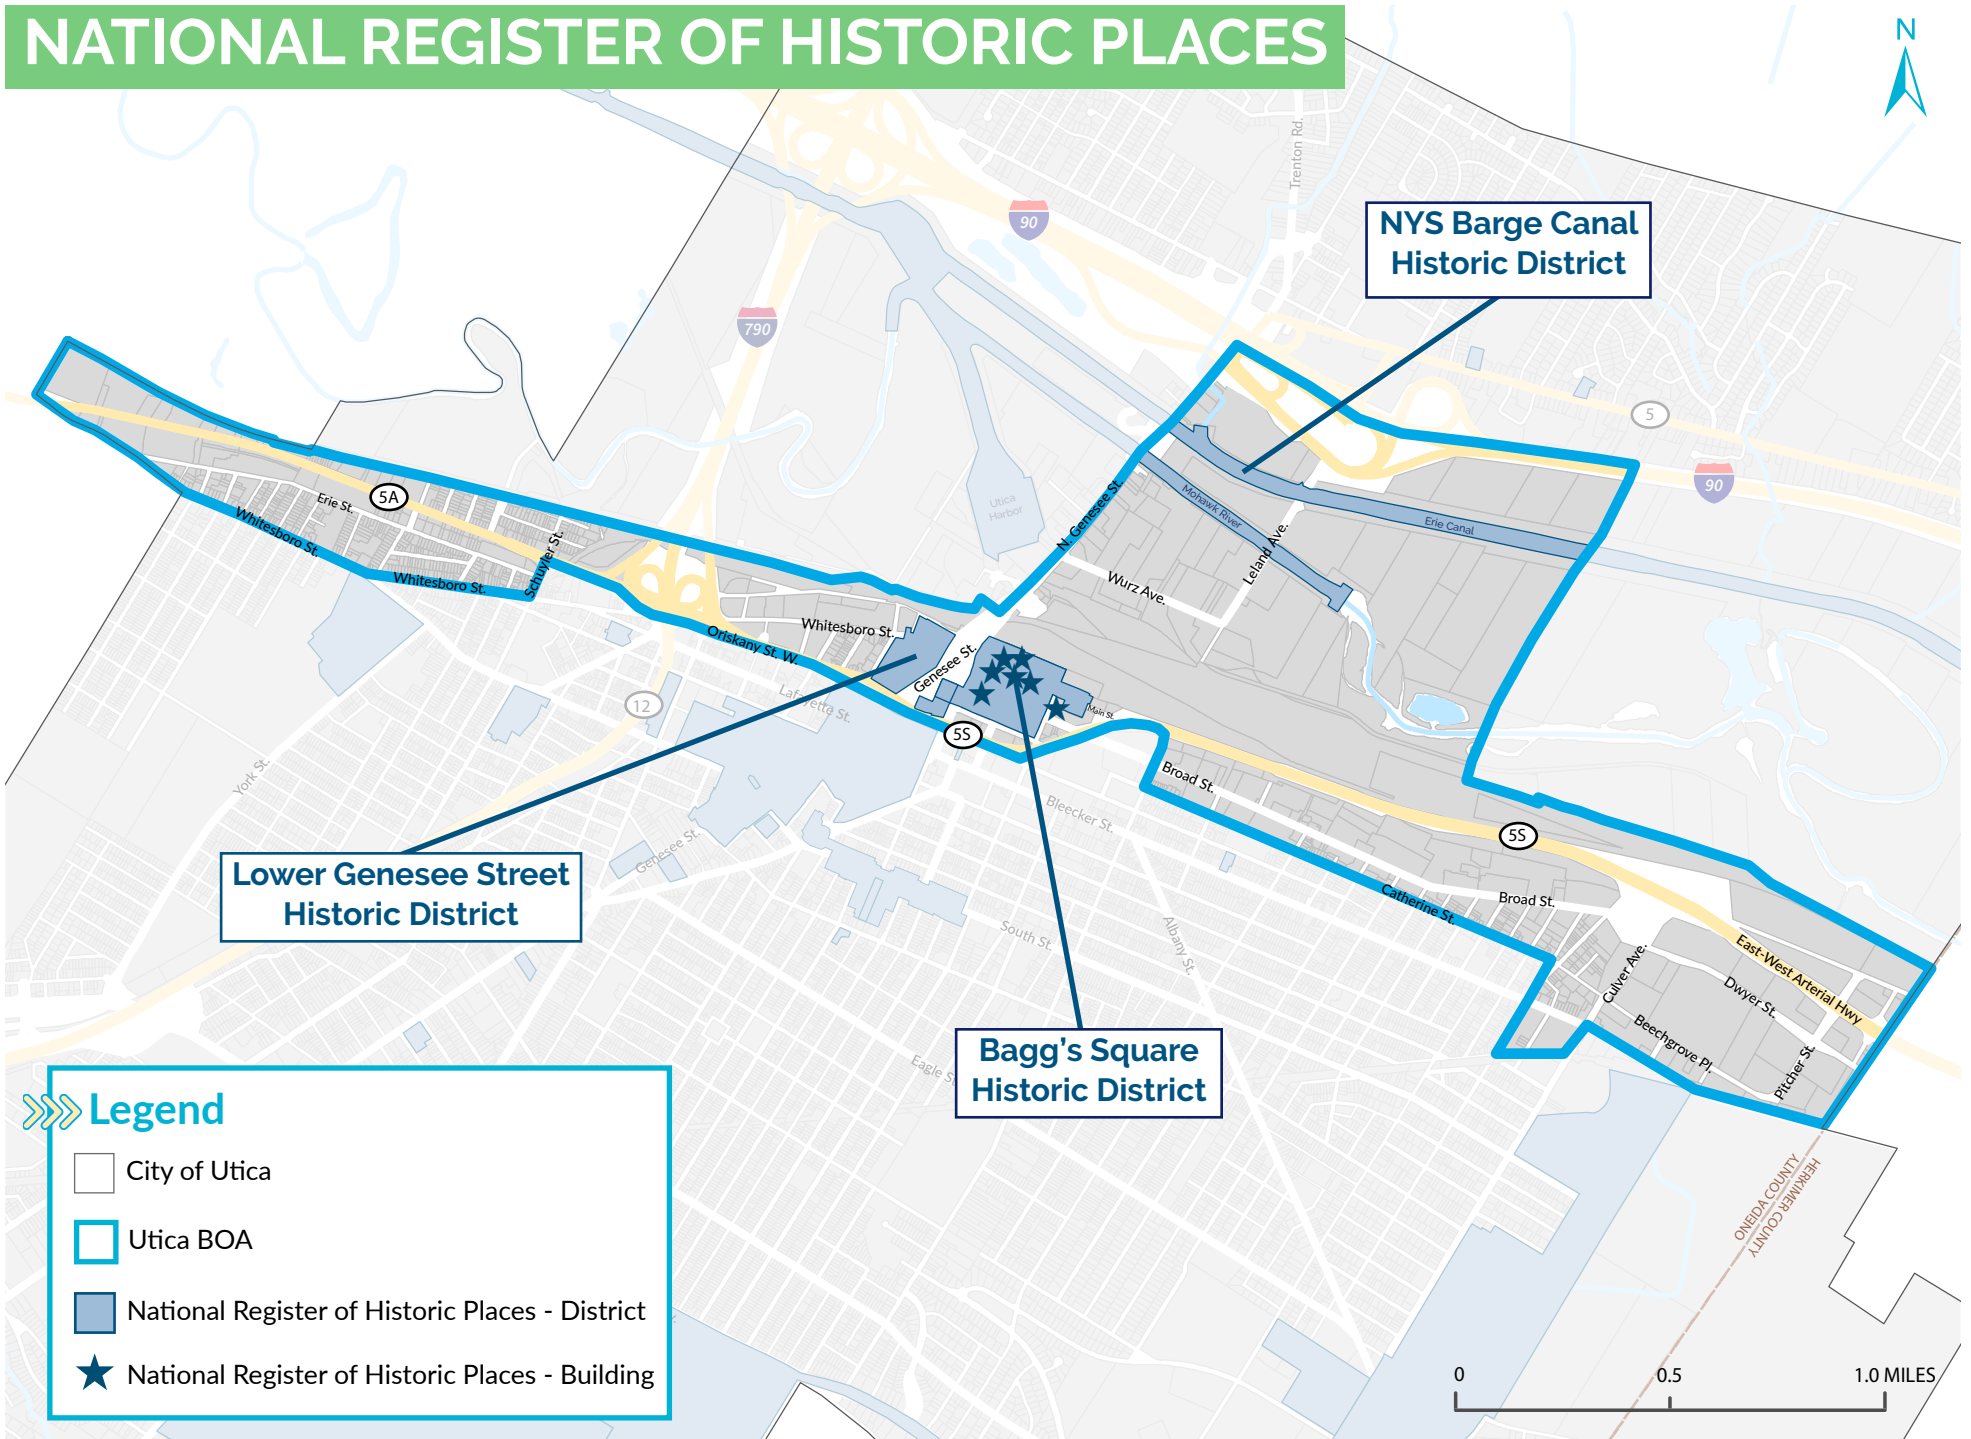 NATIONAL REGISTER OF HISTORIC PLACES
N
Trenton Rd.
90
NYS Barge Canal
Historic District
790
5
90
Utica
Harbor
N. Genesee St.
Mohawk River
Erie Canal
Leland Ave.
Wurz Ave.
5A
Erie St.
Whitesboro St.
Whitesboro St.
Schuyler St.
Whitesboro St.
Oriskany St. W.
Genesee St.
Main St.
Lafayette St.
12
5S
York St.
Broad St.
Bleecker St.
5S
Genesee St.
Lower Genesee Street
Historic District
Catherine St.
Broad St.
South St.
Albany St.
Culver Ave.
East-West Arterial Hwy
Dwyer St.
Beechgrove Pl.
Pitcher St.
Bagg's Square
Historic District
Eagle St.
ONEIDA COUNTY
HERKIMER COUNTY
Legend
City of Utica
Utica BOA
National Register of Historic Places - District
National Register of Historic Places - Building
0 0.5 1.0 MILES